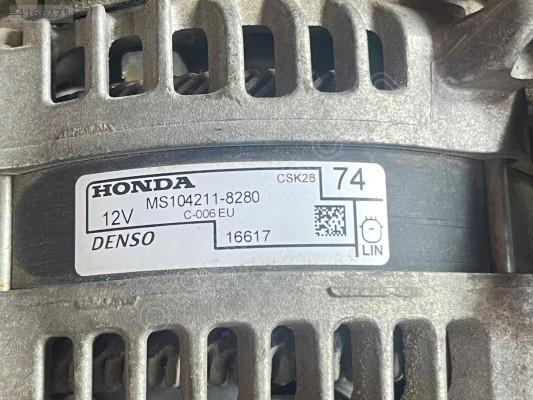 HONDA CSK28 74
MS104211-8280
12V C-006 EU
DENSO 16617
LIN